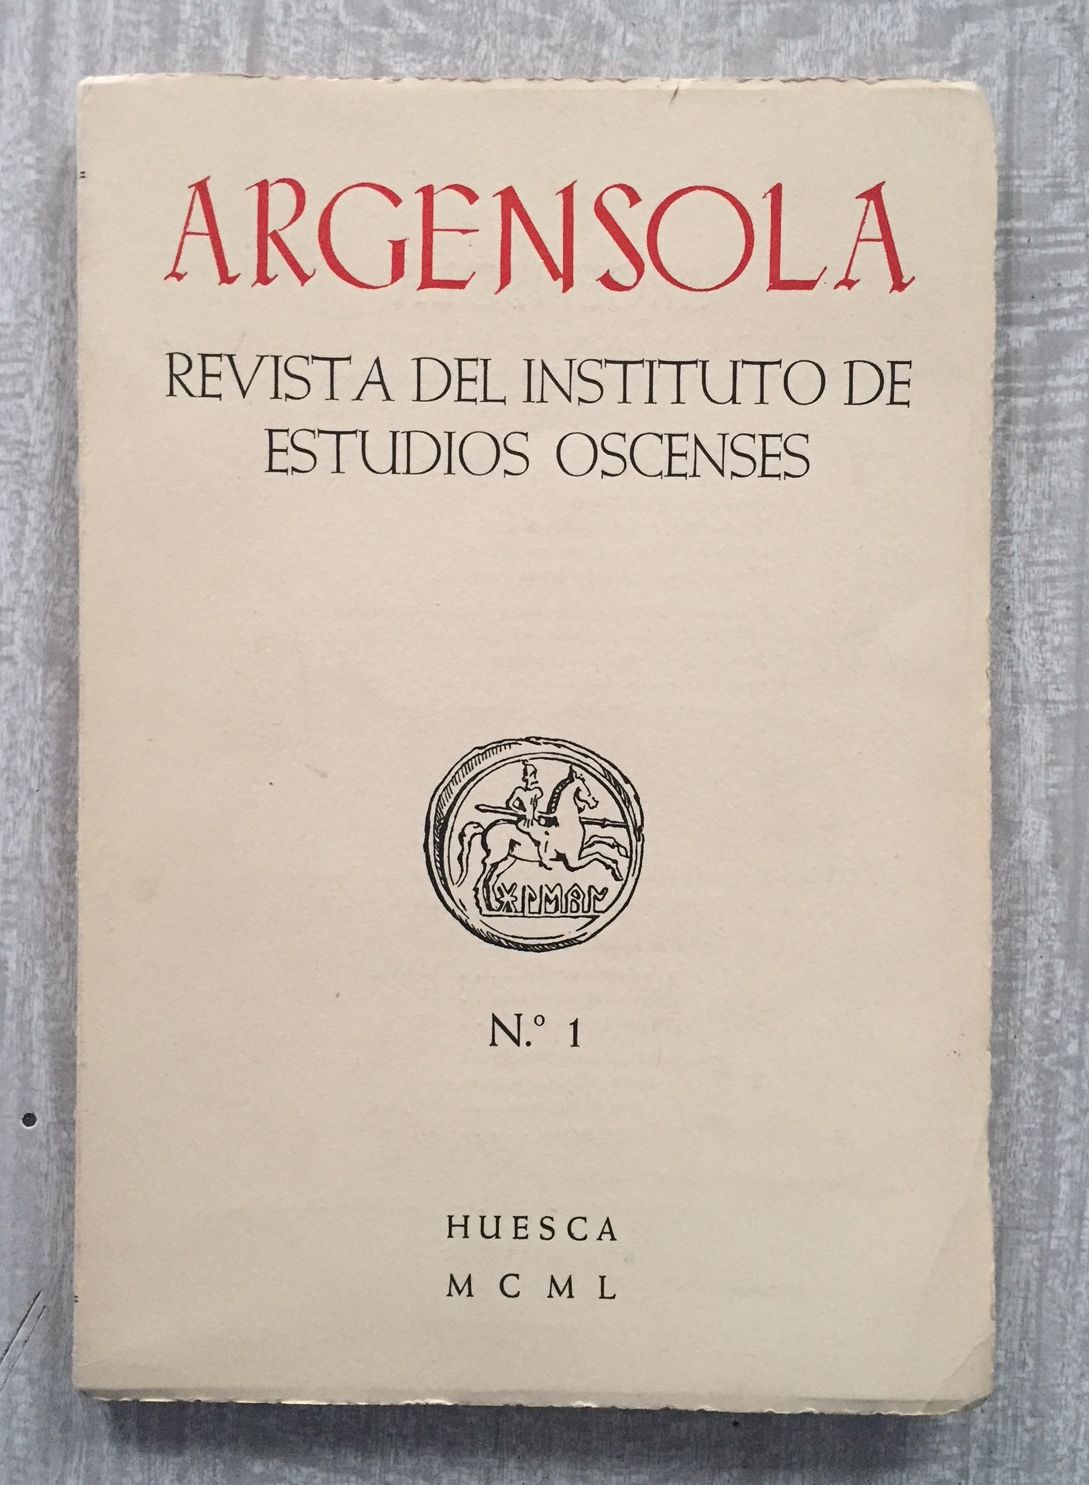 ARGENSOLA
REVISTA DEL INSTITUTO DE
ESTUDIOS OSCENSES
N.º 1
HUESCA
MCML